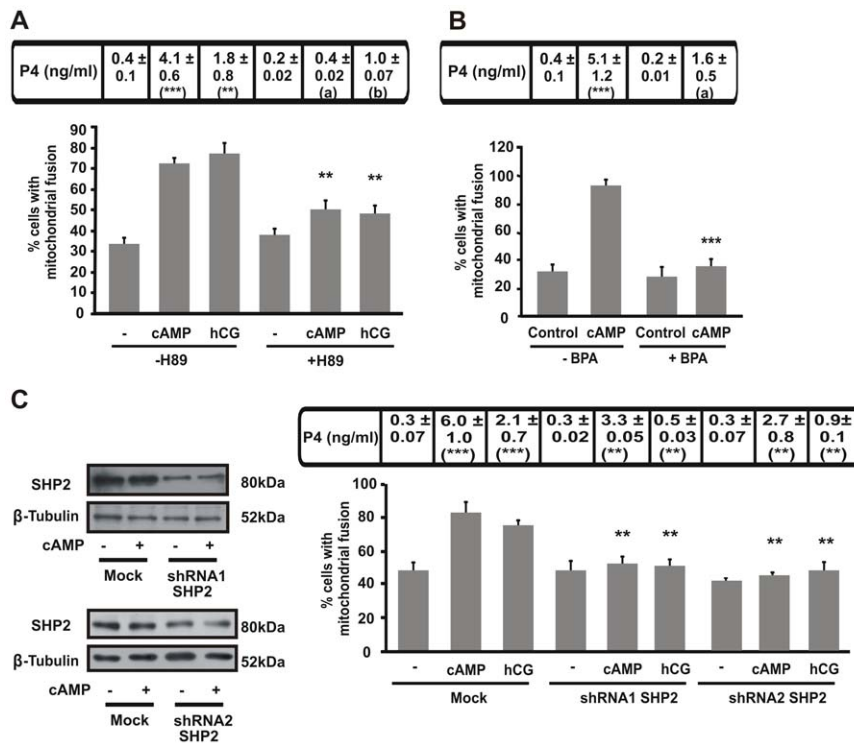 A
P4 (ng/ml) 0.4 ± 0.1 4.1 ± 0.6 (***) 1.8 ± 0.8 (**) 0.2 ± 0.02 0.4 ± 0.02 (a) 1.0 ± 0.07 (b)
% cells with mitochondrial fusion
90
80
70
60
50
40
30
20
10
0
** **
- cAMP hCG - cAMP hCG
-H89 +H89
B
P4 (ng/ml) 0.4 ± 0.1 5.1 ± 1.2 (***) 0.2 ± 0.01 1.6 ± 0.5 (a)
% cells with mitochondrial fusion
120
100
80
60
40
20
0
***
Control cAMP Control cAMP
- BPA + BPA
C
SHP2 80kDa
β-Tubulin 52kDa
cAMP - + - +
Mock shRNA1 SHP2
SHP2 80kDa
β-Tubulin 52kDa
cAMP - + - +
Mock shRNA2 SHP2
P4 (ng/ml) 0.3 ± 0.07 6.0 ± 1.0 (***) 2.1 ± 0.7 (***) 0.3 ± 0.02 3.3 ± 0.05 (**) 0.5 ± 0.03 (**) 0.3 ± 0.07 2.7 ± 0.8 (**) 0.9± 0.1 (**)
% cells with mitochondrial fusion
100
80
60
40
20
0
** ** ** **
- cAMP hCG - cAMP hCG - cAMP hCG
Mock shRNA1 SHP2 shRNA2 SHP2